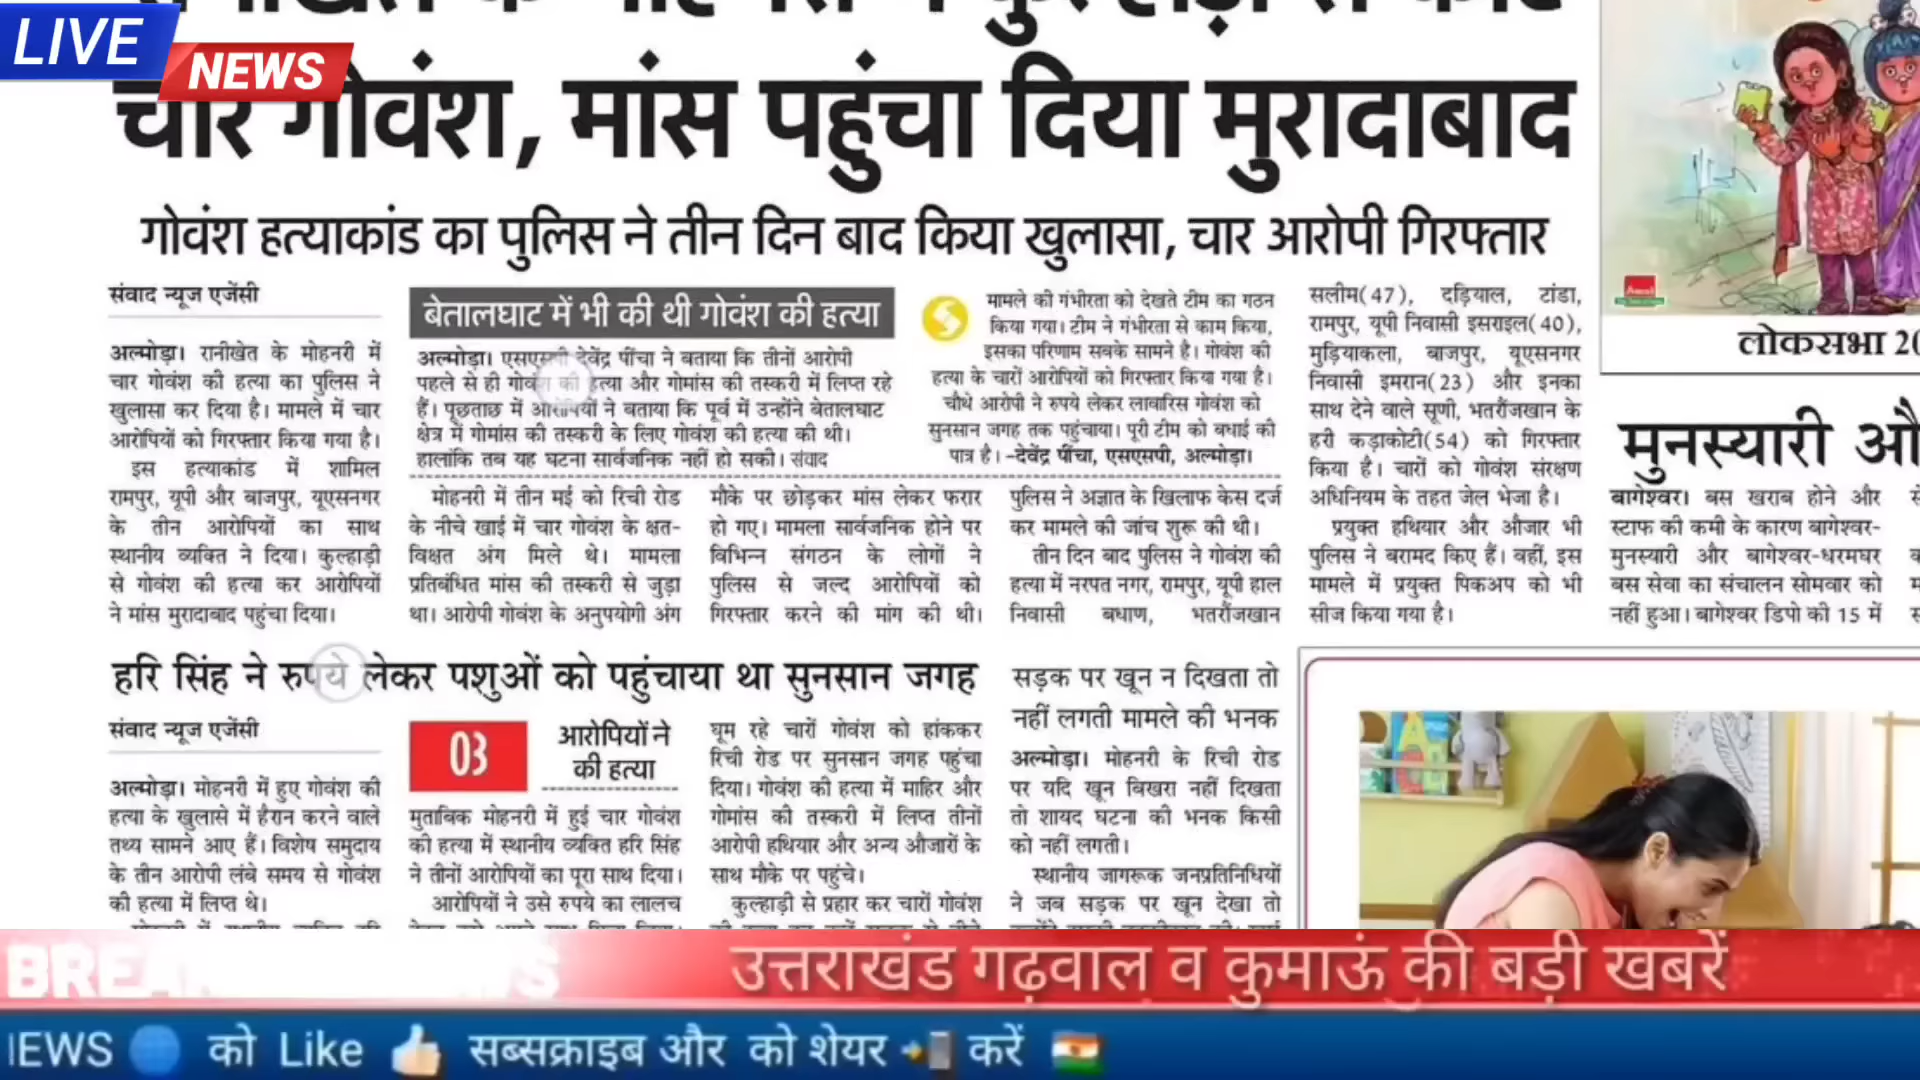 LIVE
NEWS
चार गोवंश, मांस पहुंचा दिया मुरादाबाद
गोवंश हत्याकांड का पुलिस ने तीन दिन बाद किया खुलासा, चार आरोपी गिरफ्तार
संवाद न्यूज एजेंसी
अल्मोड़ा। रानीखेत के मोहनरी में
चार गोवंश की हत्या का पुलिस ने
खुलासा कर दिया है। मामले में चार
आरोपियों को गिरफ्तार किया गया है।
इस हत्याकांड में शामिल
रामपुर, यूपी और बाजपुर, यूएसनगर
के तीन आरोपियों का साथ
स्थानीय व्यक्ति ने दिया। कुल्हाड़ी
से गोवंश की हत्या कर आरोपियों
ने मांस मुरादाबाद पहुंचा दिया।
बेतालघाट में भी की थी गोवंश की हत्या
अल्मोड़ा। एसएसपी देवेंद्र पींचा ने बताया कि तीनों आरोपी
पहले से ही गोवंश की हत्या और गोमांस की तस्करी में लिप्त रहे
हैं। पूछताछ में आरोपियों ने बताया कि पूर्व में उन्होंने बेतालघाट
क्षेत्र में गोमांस की तस्करी के लिए गोवंश की हत्या की थी।
हालांकि तब यह घटना सार्वजनिक नहीं हो सकी। संवाद
मामले की गंभीरता को देखते टीम का गठन
किया गया। टीम ने गंभीरता से काम किया,
इसका परिणाम सबके सामने है। गोवंश की
हत्या के चारों आरोपियों को गिरफ्तार किया गया है।
चौथे आरोपी ने रुपये लेकर लावारिस गोवंश को
सुनसान जगह तक पहुंचाया। पूरी टीम को बधाई की
पात्र है। -देवेंद्र पींचा, एसएसपी, अल्मोड़ा।
मोहनरी में तीन मई को रिची रोड
के नीचे खाई में चार गोवंश के क्षत-
विक्षत अंग मिले थे। मामला
प्रतिबंधित मांस की तस्करी से जुड़ा
था। आरोपी गोवंश के अनुपयोगी अंग
मौके पर छोड़कर मांस लेकर फरार
हो गए। मामला सार्वजनिक होने पर
विभिन्न संगठन के लोगों ने
पुलिस से जल्द आरोपियों को
गिरफ्तार करने की मांग की थी।
पुलिस ने अज्ञात के खिलाफ केस दर्ज
कर मामले की जांच शुरू की थी।
तीन दिन बाद पुलिस ने गोवंश की
हत्या में नरपत नगर, रामपुर, यूपी हाल
निवासी बधाण, भतरौंजखान
सलीम(47), दड़ियाल, टांडा,
रामपुर, यूपी निवासी इसराइल(40),
मुड़ियाकला, बाजपुर, यूएसनगर
निवासी इमरान(23) और इनका
साथ देने वाले सूणी, भतरौंजखान के
हरी कड़ाकोटी(54) को गिरफ्तार
किया है। चारों को गोवंश संरक्षण
अधिनियम के तहत जेल भेजा है।
प्रयुक्त हथियार और औजार भी
पुलिस ने बरामद किए हैं। वहीं, इस
मामले में प्रयुक्त पिकअप को भी
सीज किया गया है।
Amul
लोकसभा 20
मुनस्यारी औ
बागेश्वर। बस खराब होने और
स्टाफ की कमी के कारण बागेश्वर-
मुनस्यारी और बागेश्वर-धरमघर
बस सेवा का संचालन सोमवार को
नहीं हुआ। बागेश्वर डिपो की 15 में
हरि सिंह ने रुपये लेकर पशुओं को पहुंचाया था सुनसान जगह
संवाद न्यूज एजेंसी
अल्मोड़ा। मोहनरी में हुए गोवंश की
हत्या के खुलासे में हैरान करने वाले
तथ्य सामने आए हैं। विशेष समुदाय
के तीन आरोपी लंबे समय से गोवंश
की हत्या में लिप्त थे।
03
आरोपियों ने
की हत्या
मुताबिक मोहनरी में हुई चार गोवंश
की हत्या में स्थानीय व्यक्ति हरि सिंह
ने तीनों आरोपियों का पूरा साथ दिया।
आरोपियों ने उसे रुपये का लालच
घूम रहे चारों गोवंश को हांककर
रिची रोड पर सुनसान जगह पहुंचा
दिया। गोवंश की हत्या में माहिर और
गोमांस की तस्करी में लिप्त तीनों
आरोपी हथियार और अन्य औजारों के
साथ मौके पर पहुंचे।
कुल्हाड़ी से प्रहार कर चारों गोवंश
सड़क पर खून न दिखता तो
नहीं लगती मामले की भनक
अल्मोड़ा। मोहनरी के रिची रोड
पर यदि खून बिखरा नहीं दिखता
तो शायद घटना की भनक किसी
को नहीं लगती।
स्थानीय जागरूक जनप्रतिनिधियों
ने जब सड़क पर खून देखा तो
उत्तराखंड गढ़वाल व कुमाऊं की बड़ी खबरें
NEWS को Like सब्सक्राइब और को शेयर करें